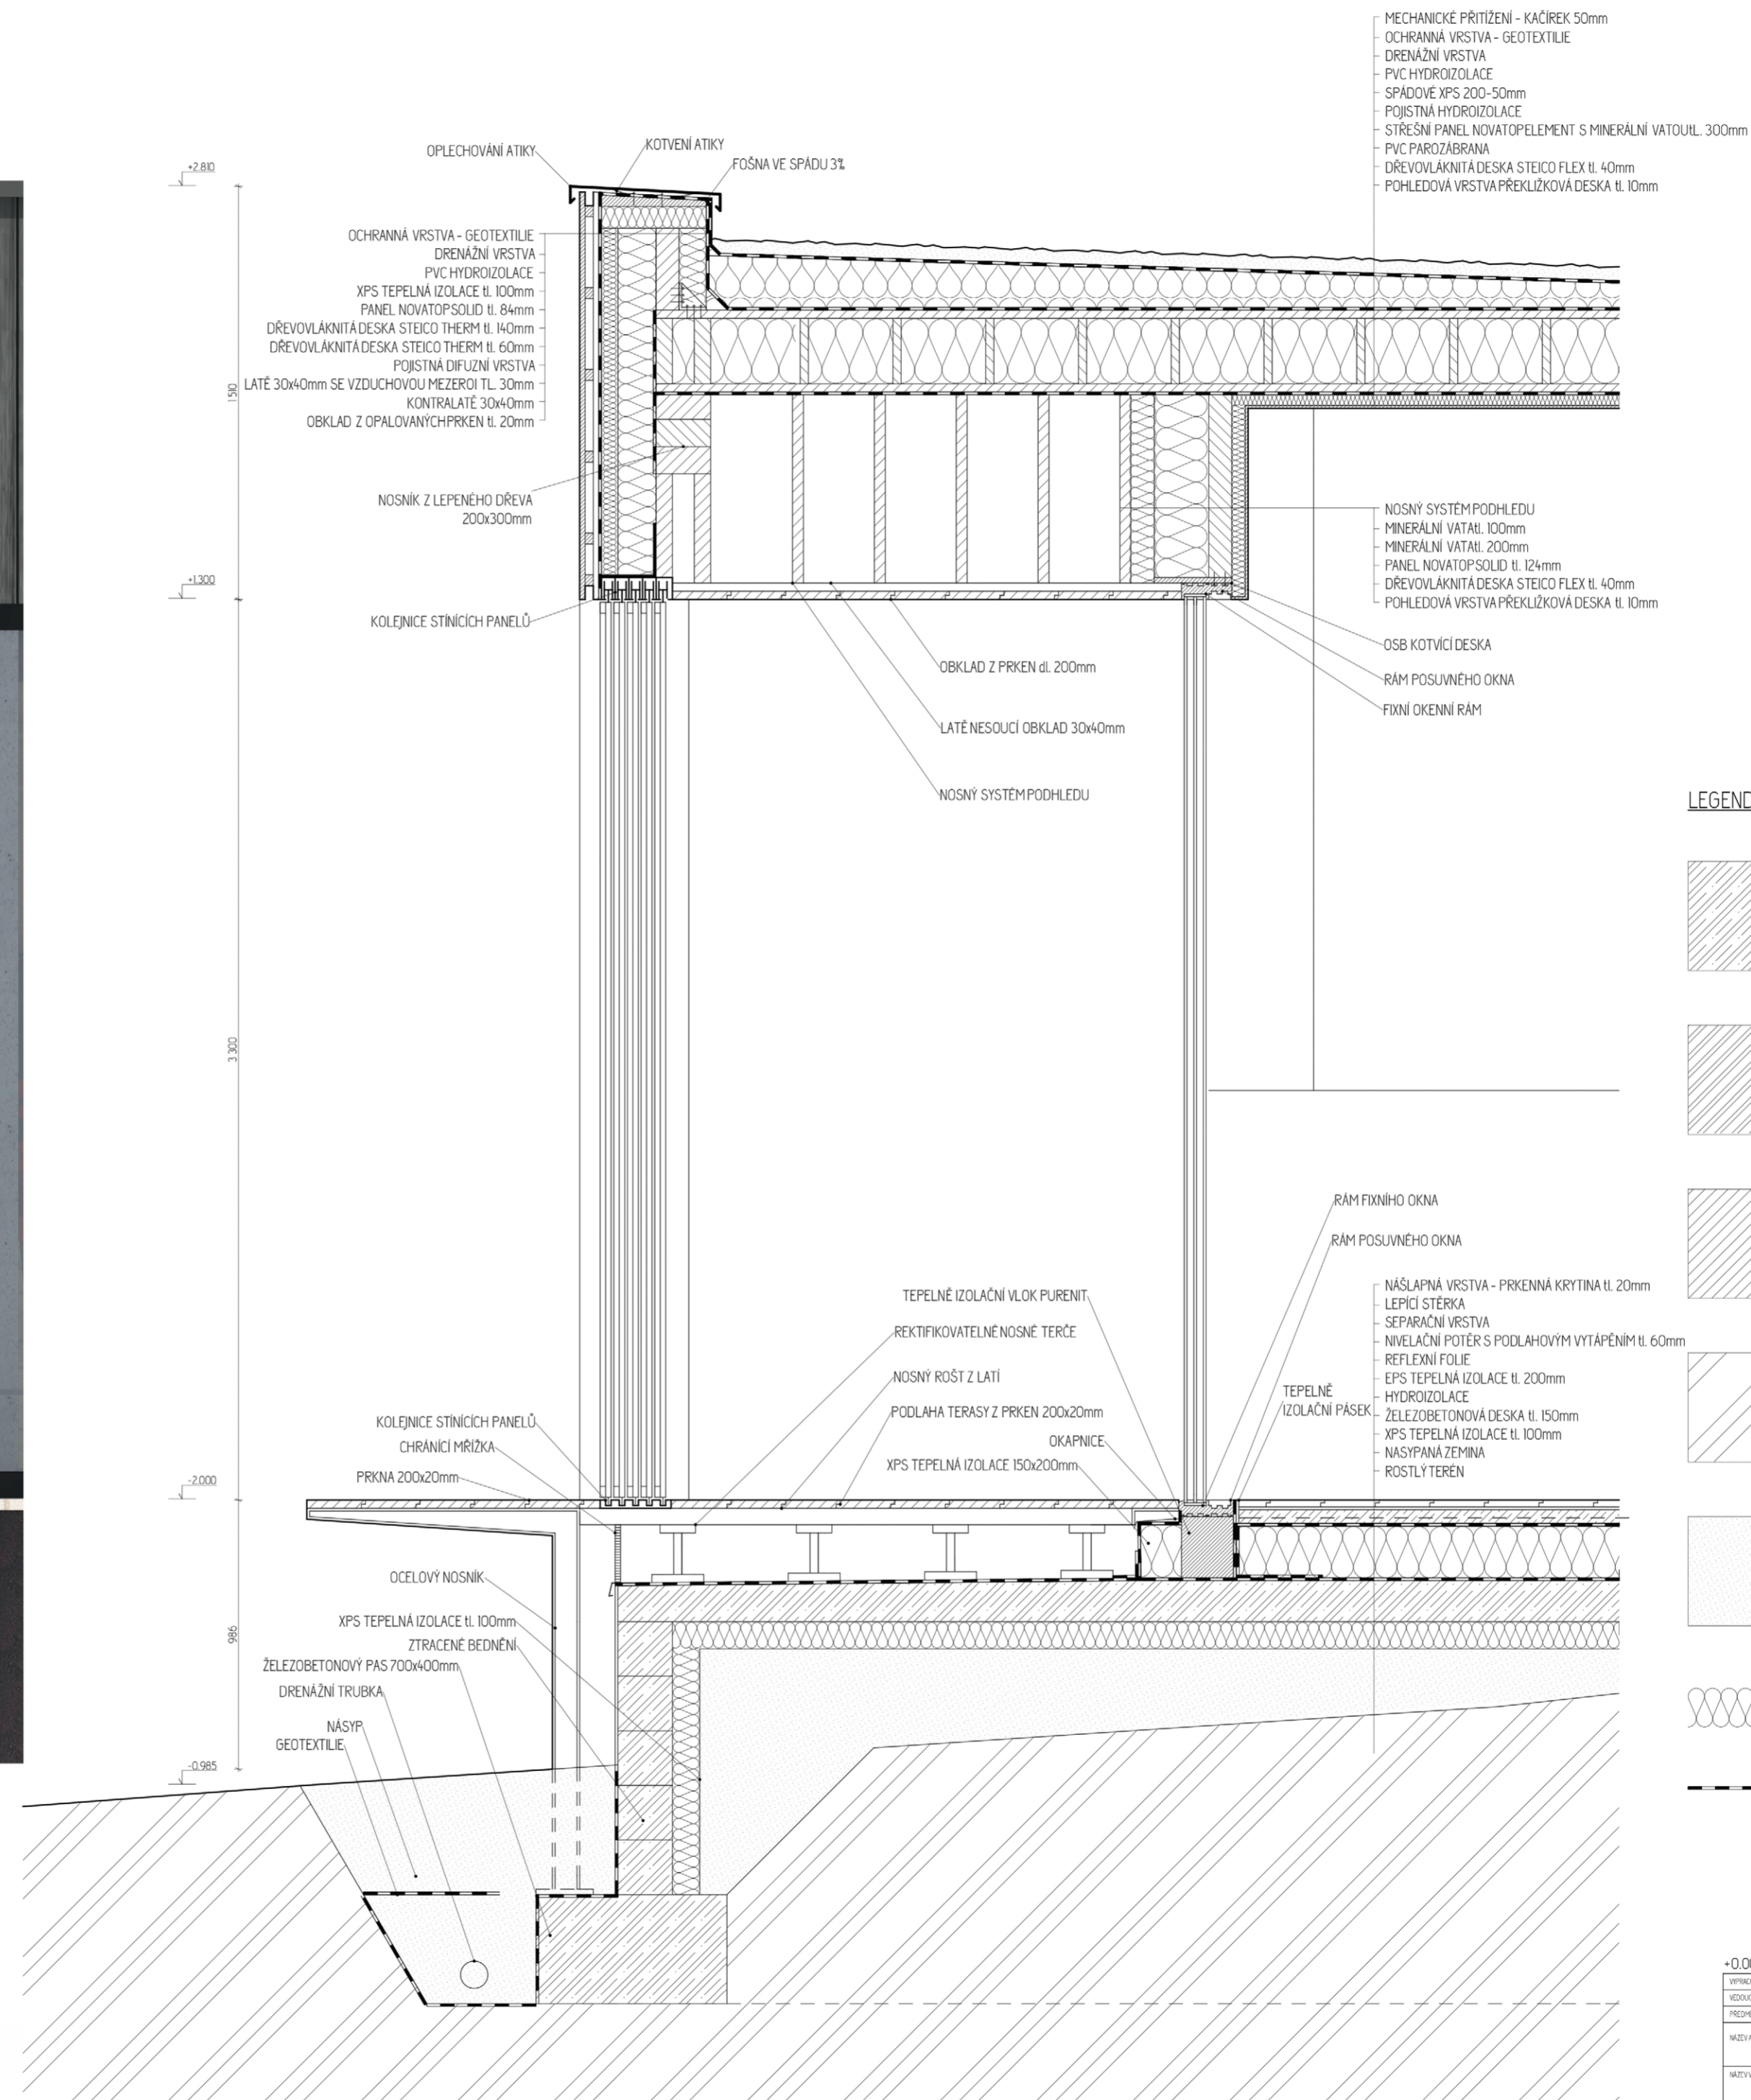 MECHANICKÉ PŘITÍŽENÍ - KAČÍREK 50mm
OCHRANNÁ VRSTVA - GEOTEXTILIE
DRENÁŽNÍ VRSTVA
PVC HYDROIZOLACE
SPÁDOVÉ XPS 200-50mm
POJISTNÁ HYDROIZOLACE
STŘEŠNÍ PANEL NOVATOPELEMENT S MINERÁLNÍ VATOUtL. 300mm
PVC PAROZÁBRANA
DŘEVOVLÁKNITÁ DESKA STEICO FLEX tl. 40mm
POHLEDOVÁ VRSTVA PŘEKLIŽKOVÁ DESKA tl. 10mm
OPLECHOVÁNÍ ATIKY
KOTVENÍ ATIKY
FOŠNA VE SPÁDU 3%
+2.810
OCHRANNÁ VRSTVA - GEOTEXTILIE
DRENÁŽNÍ VRSTVA
PVC HYDROIZOLACE
XPS TEPELNÁ IZOLACE tl. 100mm
PANEL NOVATOPSOLID tl. 84mm
DŘEVOVLÁKNITÁ DESKA STEICO THERM tl. 140mm
DŘEVOVLÁKNITÁ DESKA STEICO THERM tl. 60mm
POJISTNÁ DIFUZNÍ VRSTVA
LATĚ 30x40mm SE VZDUCHOVOU MEZEROI TL. 30mm
KONTRALATĚ 30x40mm
OBKLAD Z OPALOVANÝCH PRKEN tl. 20mm
1 510
NOSNÍK Z LEPENÉHO DŘEVA
200x300mm
NOSNÝ SYSTÉM PODHLEDU
MINERÁLNÍ VATAtl. 100mm
MINERÁLNÍ VATAtl. 200mm
PANEL NOVATOPSOLID tl. 124mm
DŘEVOVLÁKNITÁ DESKA STEICO FLEX tl. 40mm
POHLEDOVÁ VRSTVA PŘEKLIŽKOVÁ DESKA tl. 10mm
+1.300
KOLEJNICE STÍNÍCÍCH PANELŮ
OSB KOTVÍCÍ DESKA
RÁM POSUVNÉHO OKNA
FIXNÍ OKENNÍ RÁM
OBKLAD Z PRKEN dl. 200mm
LATĚ NESOUCÍ OBKLAD 30x40mm
NOSNÝ SYSTÉM PODHLEDU
LEGEND
3 300
RÁM FIXNÍHO OKNA
RÁM POSUVNÉHO OKNA
TEPELNĚ IZOLAČNÍ VLOK PURENIT
REKTIFIKOVATELNÉ NOSNÉ TERČE
NOSNÝ ROŠT Z LATÍ
PODLAHA TERASY Z PRKEN 200x20mm
OKAPNICE
XPS TEPELNÁ IZOLACE 150x200mm
TEPELNĚ
IZOLAČNÍ PÁSEK
NÁŠLAPNÁ VRSTVA - PRKENNÁ KRYTINA tl. 20mm
LEPÍCÍ STĚRKA
SEPARAČNÍ VRSTVA
NIVELAČNÍ POTĚR S PODLAHOVÝM VYTÁPĚNÍM tl. 60mm
REFLEXNÍ FOLIE
EPS TEPELNÁ IZOLACE tl. 200mm
HYDROIZOLACE
ŽELEZOBETONOVÁ DESKA tl. 150mm
XPS TEPELNÁ IZOLACE tl. 100mm
NASYPANÁ ZEMINA
ROSTLÝ TERÉN
KOLEJNICE STÍNÍCÍCH PANELŮ
CHRÁNÍCÍ MŘÍŽKA
PRKNA 200x20mm
-2.000
OCELOVÝ NOSNÍK
XPS TEPELNÁ IZOLACE tl. 100mm
ZTRACENÉ BEDNĚNÍ
ŽELEZOBETONOVÝ PAS 700x400mm
DRENÁŽNÍ TRUBKA
NÁSYP
GEOTEXTILIE
986
-0.985
+0.00